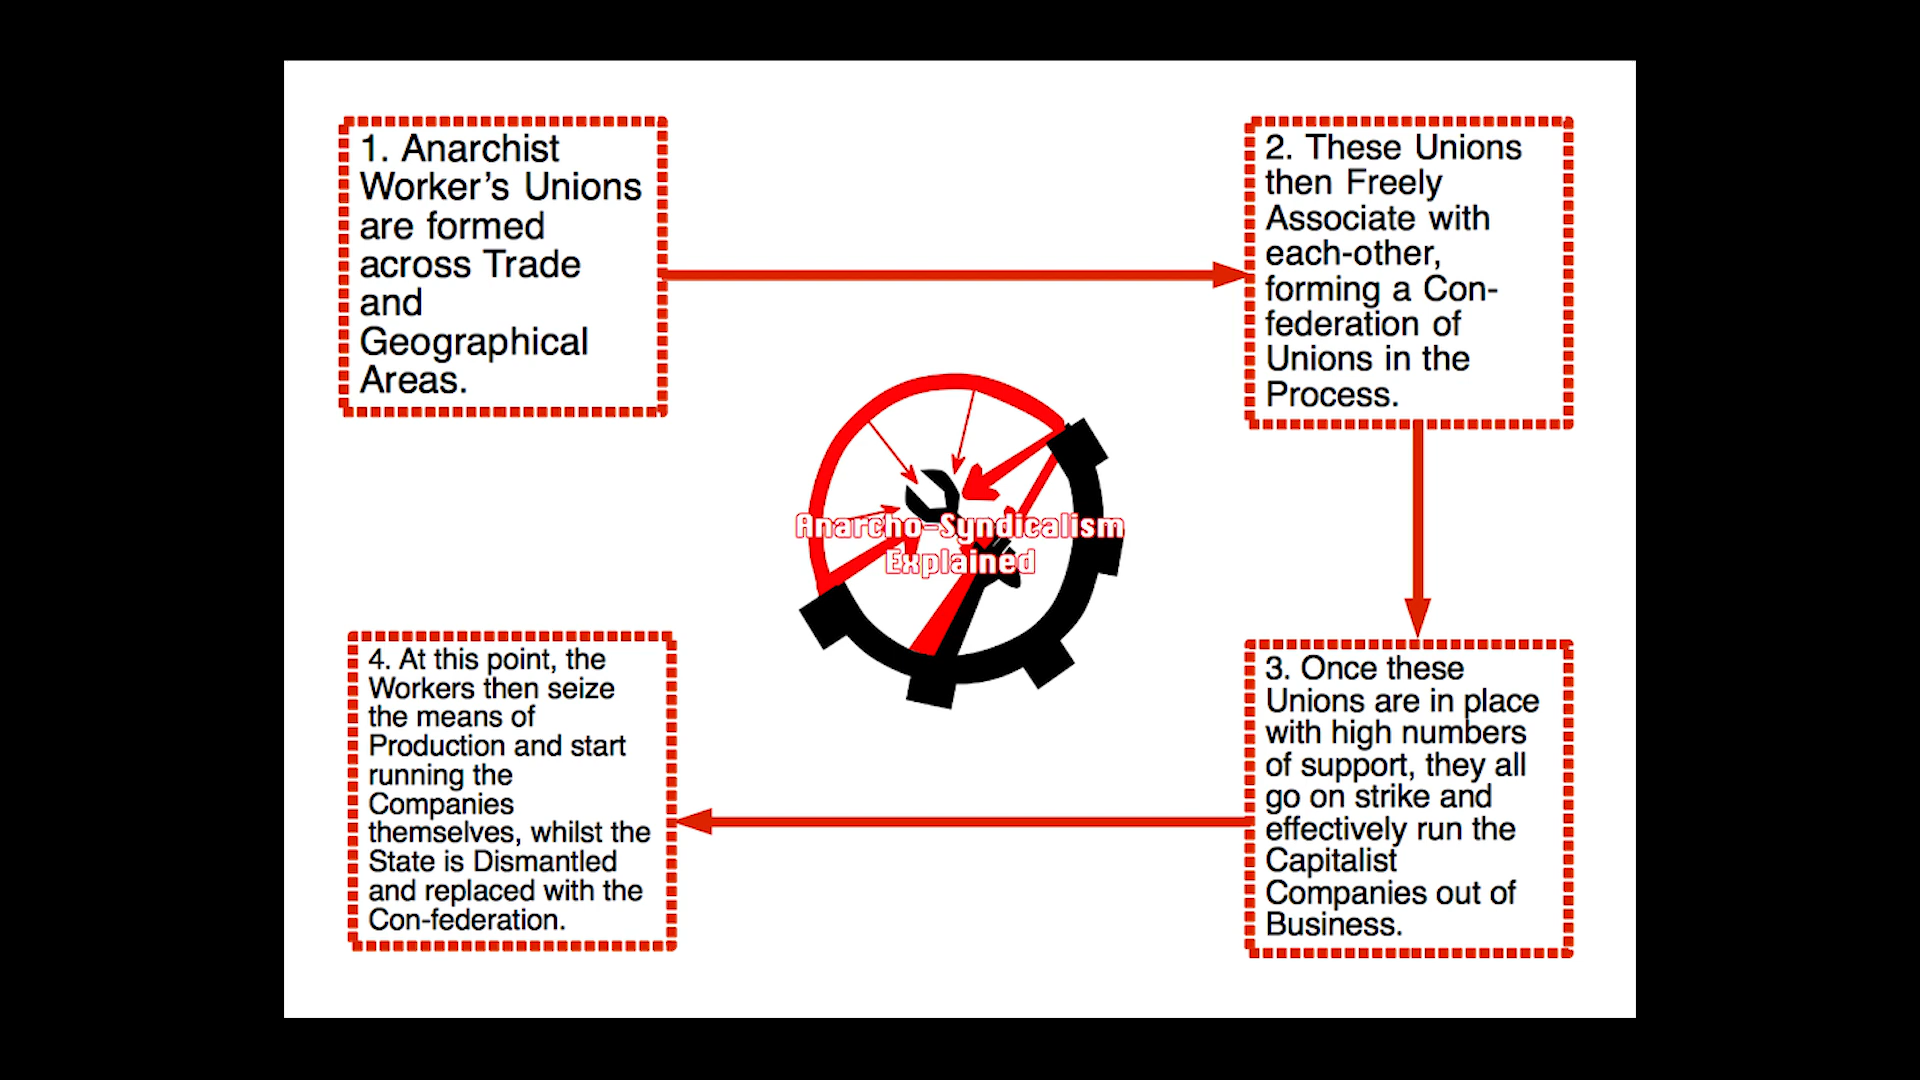 1. Anarchist
Worker's Unions
are formed
across Trade
and
Geographical
Areas.
2. These Unions
then Freely
Associate with
each-other,
forming a Con-
federation of
Unions in the
Process.
Anarcho-Syndicalism
Explained
3. Once these
Unions are in place
with high numbers
of support, they all
go on strike and
effectively run the
Capitalist
Companies out of
Business.
4. At this point, the
Workers then seize
the means of
Production and start
running the
Companies
themselves, whilst the
State is Dismantled
and replaced with the
Con-federation.